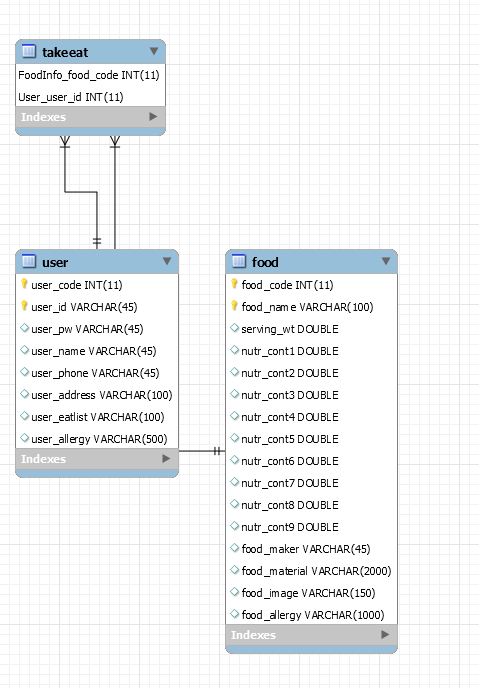 takeeat
FoodInfo_food_code INT(11)
User_user_id INT(11)
Indexes
user
user_code INT(11)
user_id VARCHAR(45)
user_pw VARCHAR(45)
user_name VARCHAR(45)
user_phone VARCHAR(45)
user_address VARCHAR(100)
user_eatlist VARCHAR(100)
user_allergy VARCHAR(500)
Indexes
food
food_code INT(11)
food_name VARCHAR(100)
serving_wt DOUBLE
nutr_cont1 DOUBLE
nutr_cont2 DOUBLE
nutr_cont3 DOUBLE
nutr_cont4 DOUBLE
nutr_cont5 DOUBLE
nutr_cont6 DOUBLE
nutr_cont7 DOUBLE
nutr_cont8 DOUBLE
nutr_cont9 DOUBLE
food_maker VARCHAR(45)
food_material VARCHAR(2000)
food_image VARCHAR(150)
food_allergy VARCHAR(1000)
Indexes